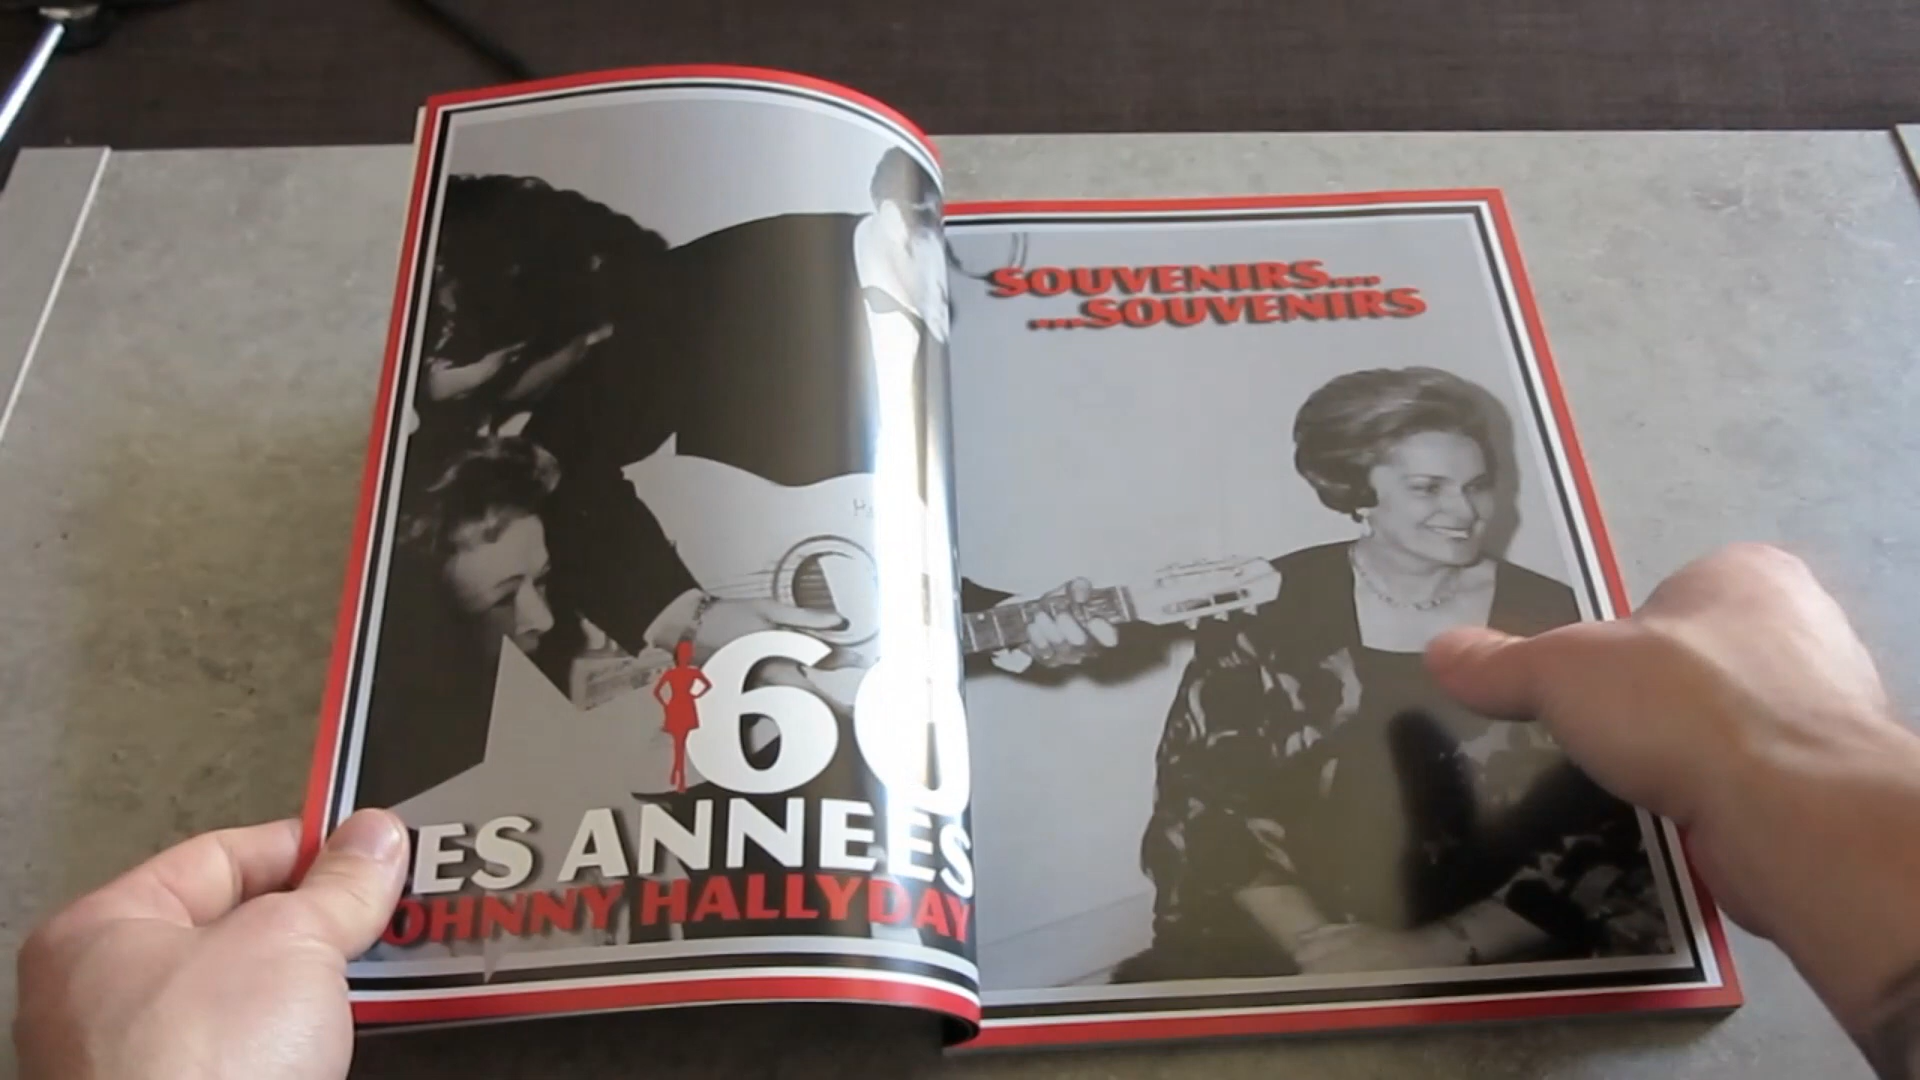 60
ES ANNEES
OHNNY HALLYDAY
SOUVENIRS....
....SOUVENIRS